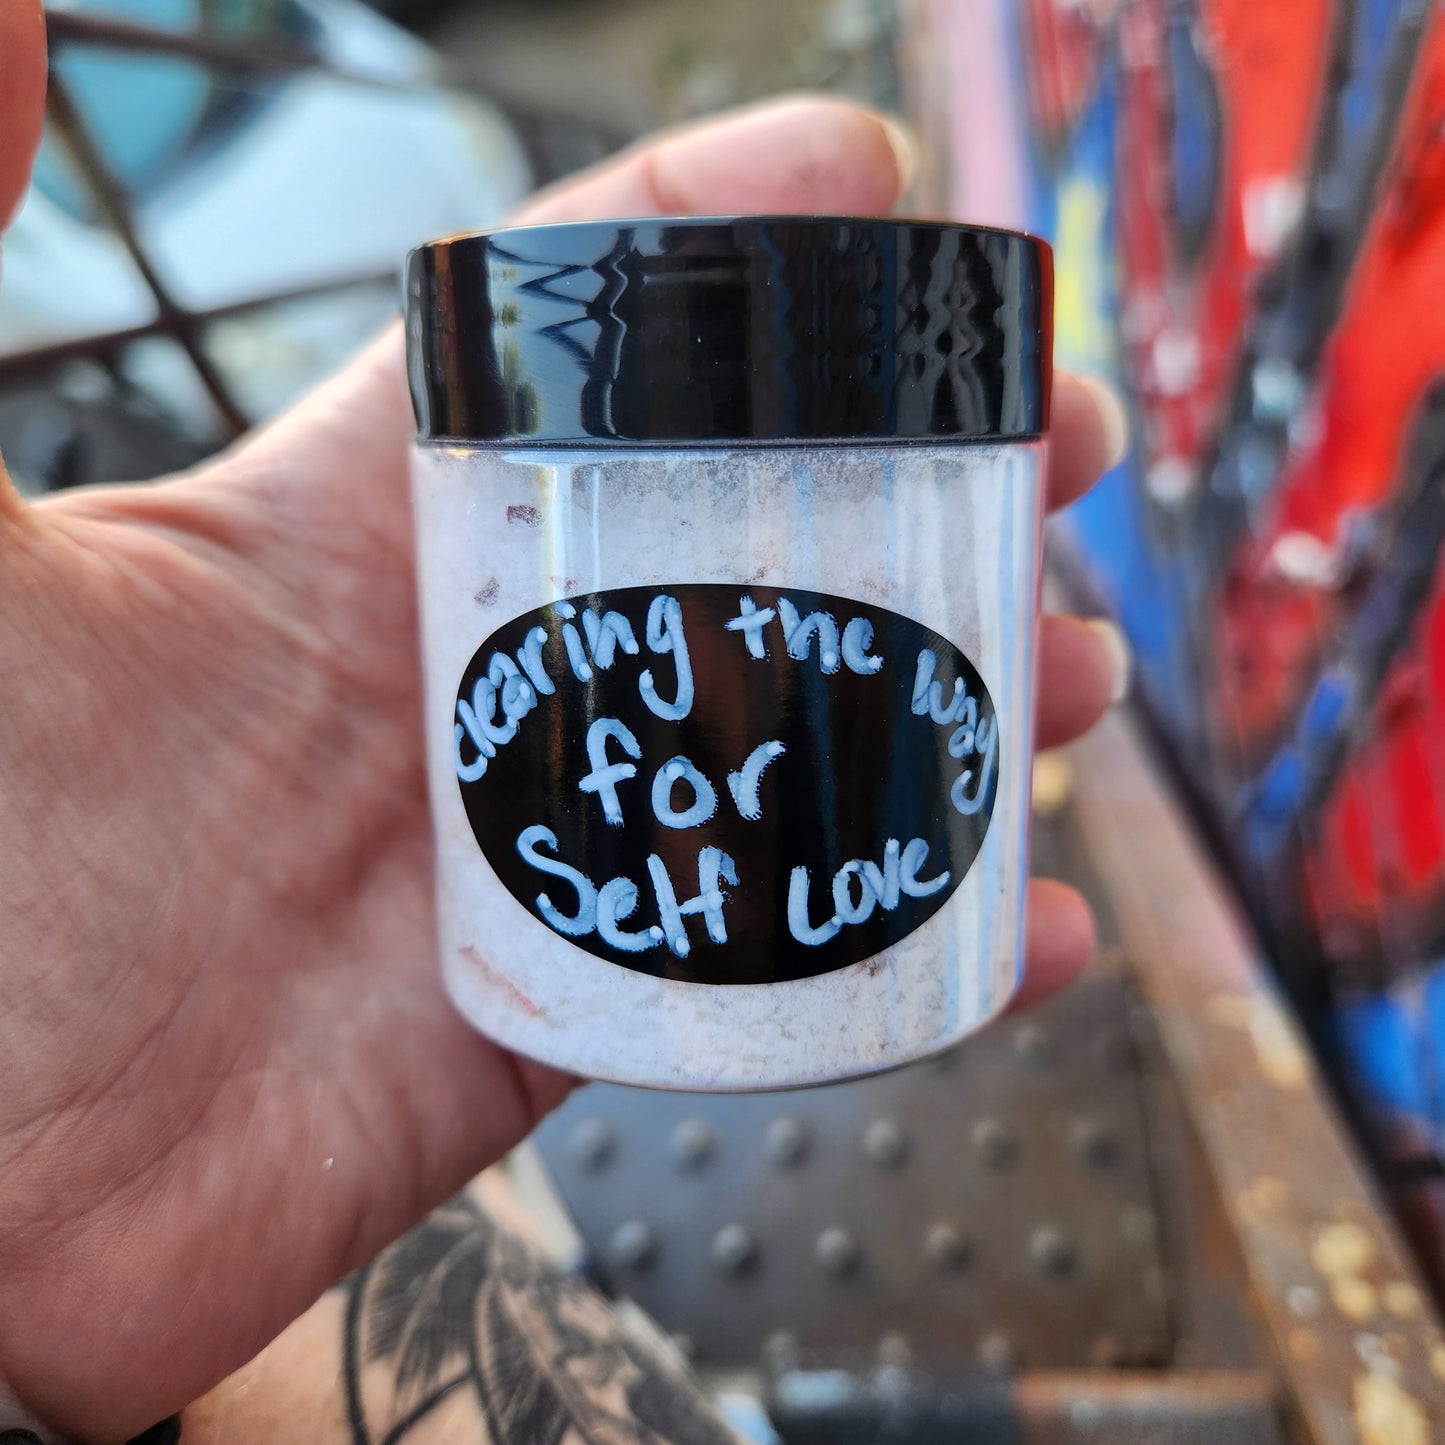 clearing the way
for
Self Love